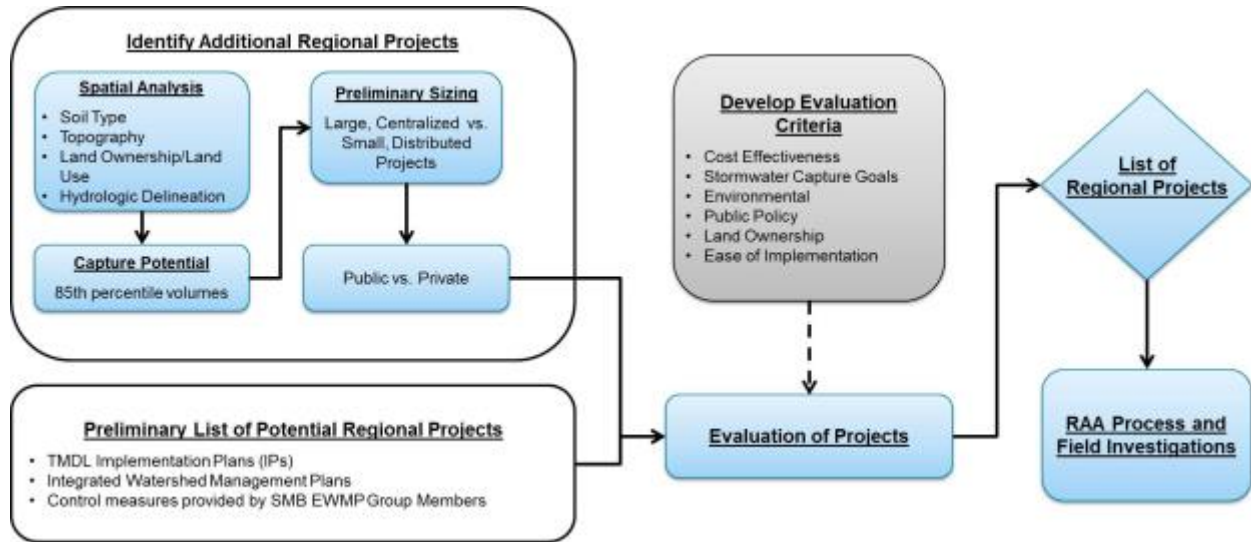 Identify Additional Regional Projects
Spatial Analysis
• Soil Type
• Topography
• Land Ownership/Land
Use
• Hydrologic Delineation
Capture Potential
85th percentile volumes
Preliminary Sizing
Large, Centralized vs.
Small, Distributed
Projects
Public vs. Private
Preliminary List of Potential Regional Projects
• TMDL Implementation Plans (IPs)
• Integrated Watershed Management Plans
• Control measures provided by SMB EWMP Group Members
Develop Evaluation
Criteria
• Cost Effectiveness
• Stormwater Capture Goals
• Environmental
• Public Policy
• Land Ownership
• Ease of Implementation
Evaluation of Projects
List of
Regional Projects
RAA Process and
Field Investigations